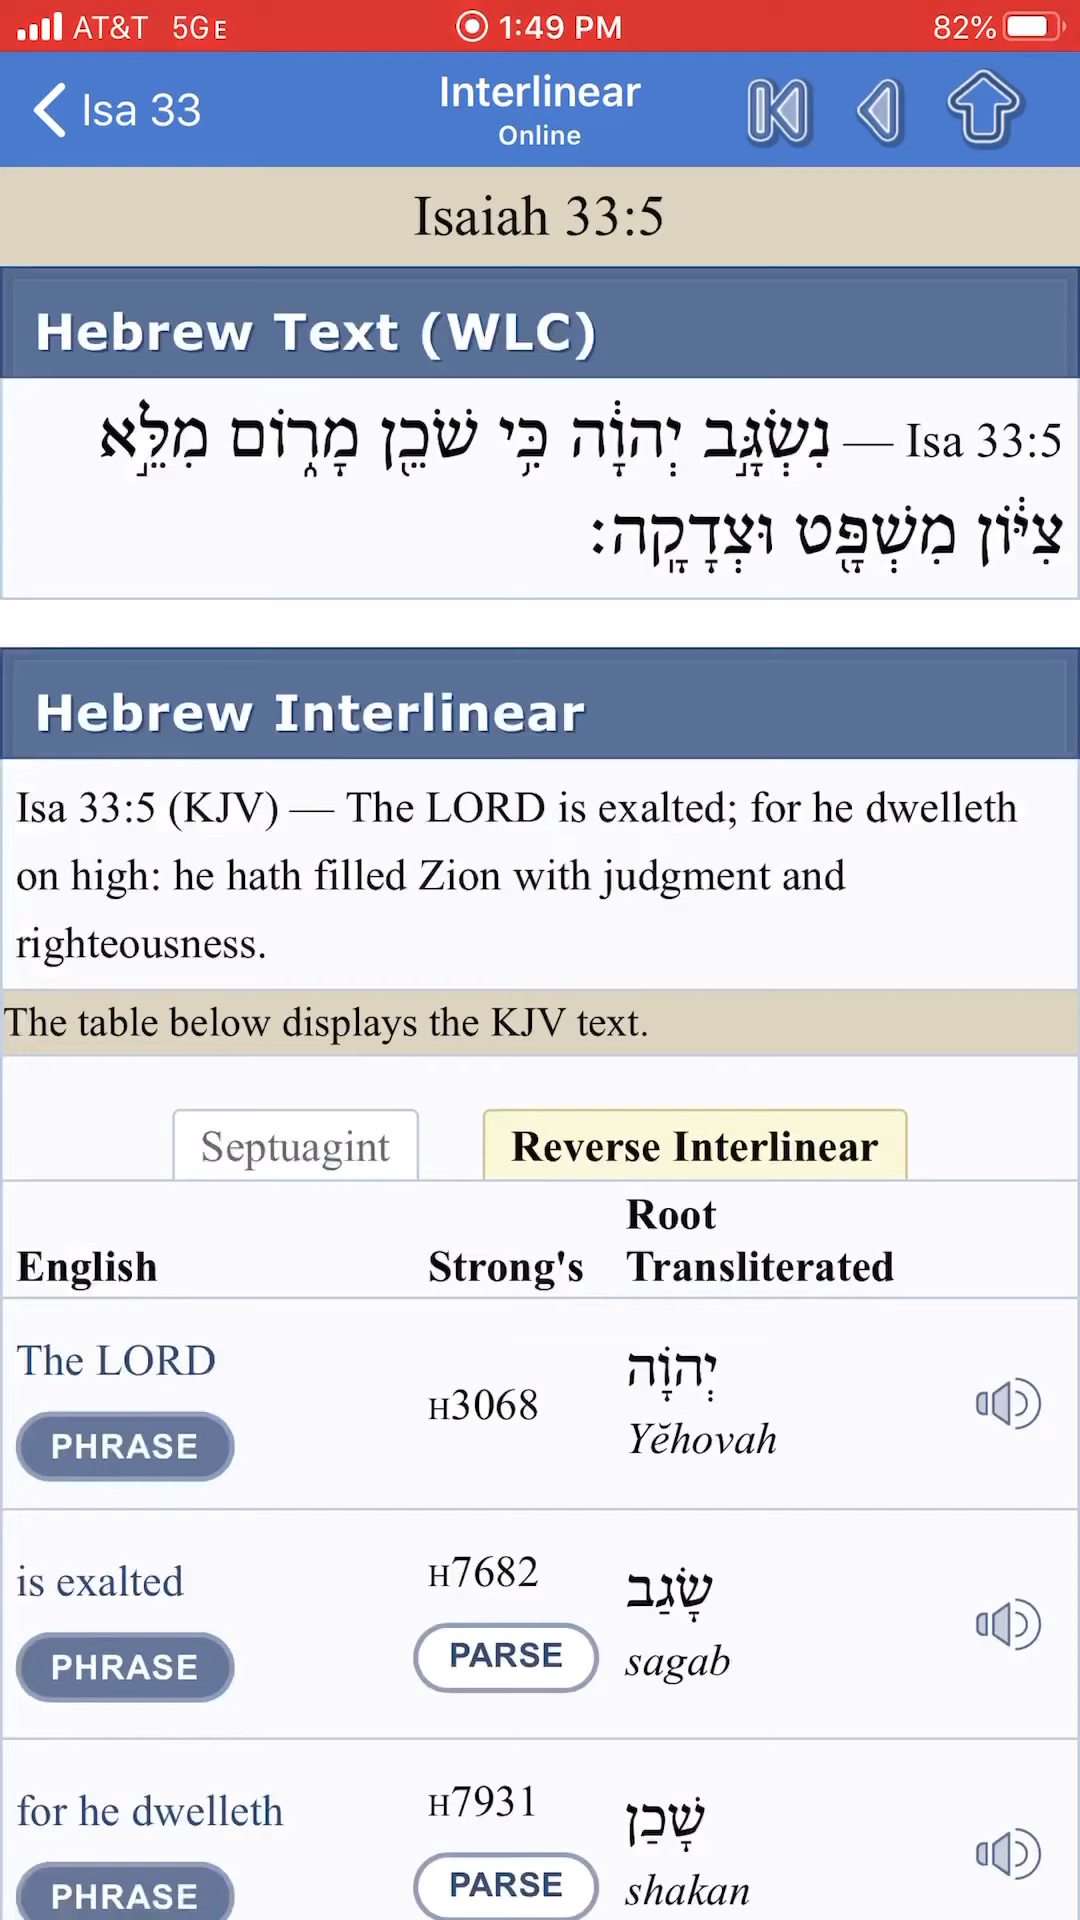 AT&T 5GE 1:49 PM 82%
Isa 33 Interlinear
Online
Isaiah 33:5
Hebrew Text (WLC)
Isa 33:5 — נִשְׂגָּ֣ב יְהוָ֔ה כִּ֥י שֹׁכֵ֖ן מָר֑וֹם מִלֵּ֣א
צִיּ֔וֹן מִשְׁפָּ֖ט וּצְדָקָֽה׃
Hebrew Interlinear
Isa 33:5 (KJV) — The LORD is exalted; for he dwelleth
on high: he hath filled Zion with judgment and
righteousness.
The table below displays the KJV text.
Septuagint Reverse Interlinear
English Strong's Root
Transliterated
The LORD H3068 יְהוָֹה
PHRASE Yĕhovah
is exalted H7682 שָׂגַב
PHRASE PARSE sagab
for he dwelleth H7931 שָׁכַן
PHRASE PARSE shakan